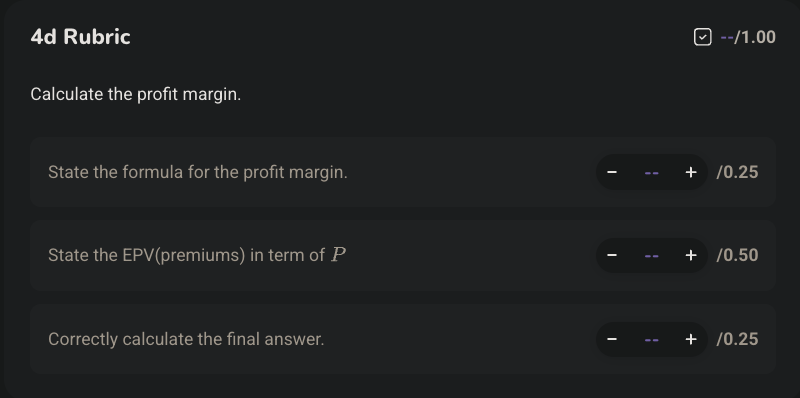 4d Rubric
--/1.00
Calculate the profit margin.
State the formula for the profit margin.
− -- + /0.25
State the EPV(premiums) in term of P
− -- + /0.50
Correctly calculate the final answer.
− -- + /0.25